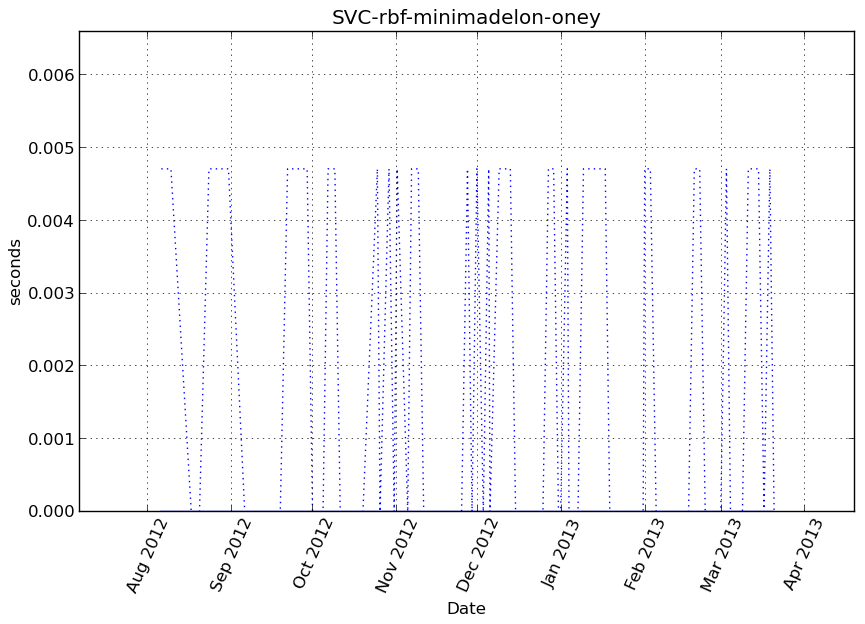 SVC-rbf-minimadelon-oney
0.006
0.005
0.004
0.003
0.002
0.001
0.000
seconds
Aug 2012
Sep 2012
Oct 2012
Nov 2012
Dec 2012
Jan 2013
Feb 2013
Mar 2013
Apr 2013
Date